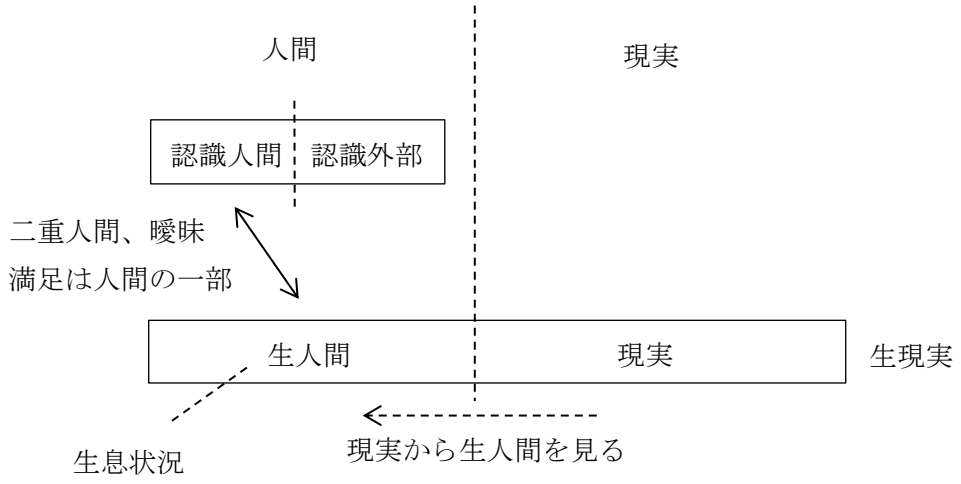 人間
現実
認識人間 認識外部
二重人間、曖昧
満足は人間の一部
生人間 現実 生現実
現実から生人間を見る
生息状況